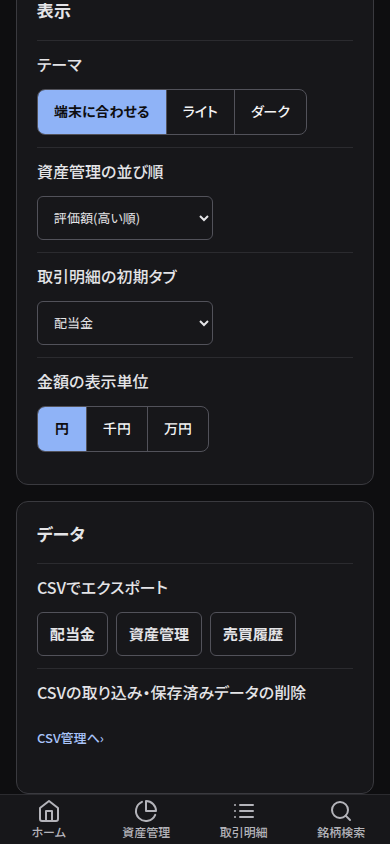 表示
テーマ
端末に合わせる ライト ダーク
資産管理の並び順
評価額(高い順)
取引明細の初期タブ
配当金
金額の表示単位
円 千円 万円
データ
CSVでエクスポート
配当金 資産管理 売買履歴
CSVの取り込み・保存済みデータの削除
CSV管理へ›
ホーム 資産管理 取引明細 銘柄検索